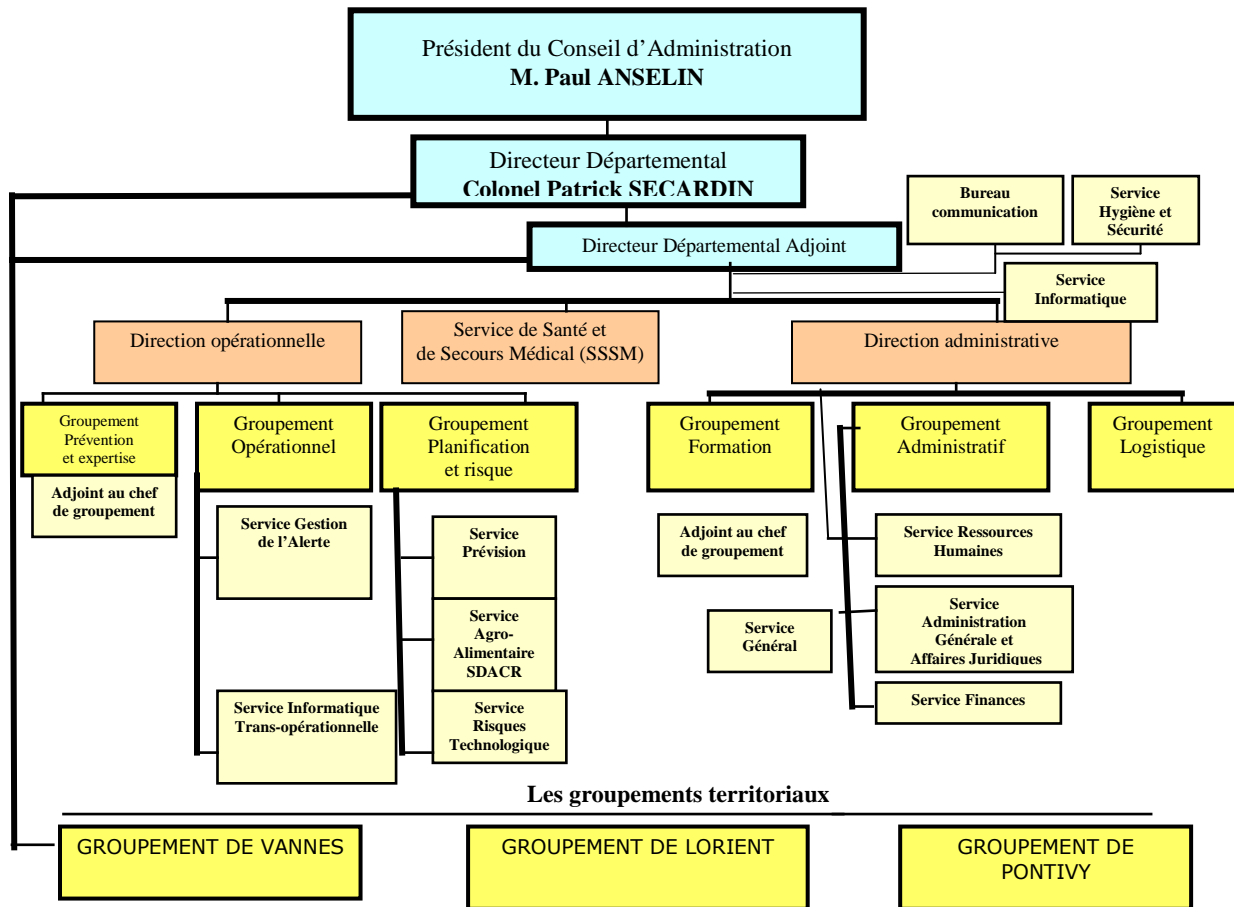 Président du Conseil d'Administration
M. Paul ANSELIN
Directeur Départemental
Colonel Patrick SECARDIN
Bureau
communication
Service
Hygiène et
Sécurité
Directeur Départemental Adjoint
Service
Informatique
Direction opérationnelle
Service de Santé et
de Secours Médical (SSSM)
Direction administrative
Groupement
Prévention
et expertise
Groupement
Opérationnel
Groupement
Planification
et risque
Groupement
Formation
Groupement
Administratif
Groupement
Logistique
Adjoint au chef
de groupement
Service Gestion
de l'Alerte
Service
Prévision
Adjoint au chef
de groupement
Service Ressources
Humaines
Service
Agro-
Alimentaire
SDACR
Service
Général
Service
Administration
Générale et
Affaires Juridiques
Service Informatique
Trans-opérationnelle
Service
Risques
Technologique
Service Finances
Les groupements territoriaux
GROUPEMENT DE VANNES
GROUPEMENT DE LORIENT
GROUPEMENT DE
PONTIVY